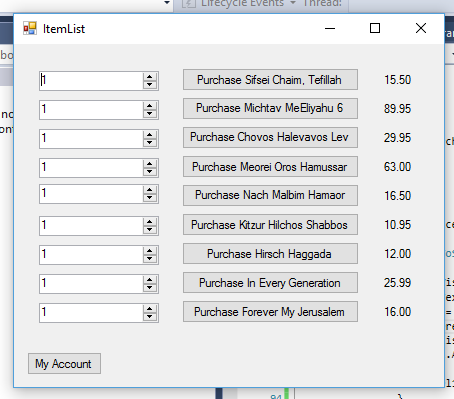 Lifecycle Events Thread:
ItemList
1 Purchase Sifsei Chaim, Tefillah 15.50
1 Purchase Michtav MeEliyahu 6 89.95
1 Purchase Chovos Halevavos Lev 29.95
1 Purchase Meorei Oros Hamussar 63.00
1 Purchase Nach Malbim Hamaor 16.50
1 Purchase Kitzur Hilchos Shabbos 10.95
1 Purchase Hirsch Haggada 12.00
1 Purchase In Every Generation 25.99
1 Purchase Forever My Jerusalem 16.00
My Account
94 }